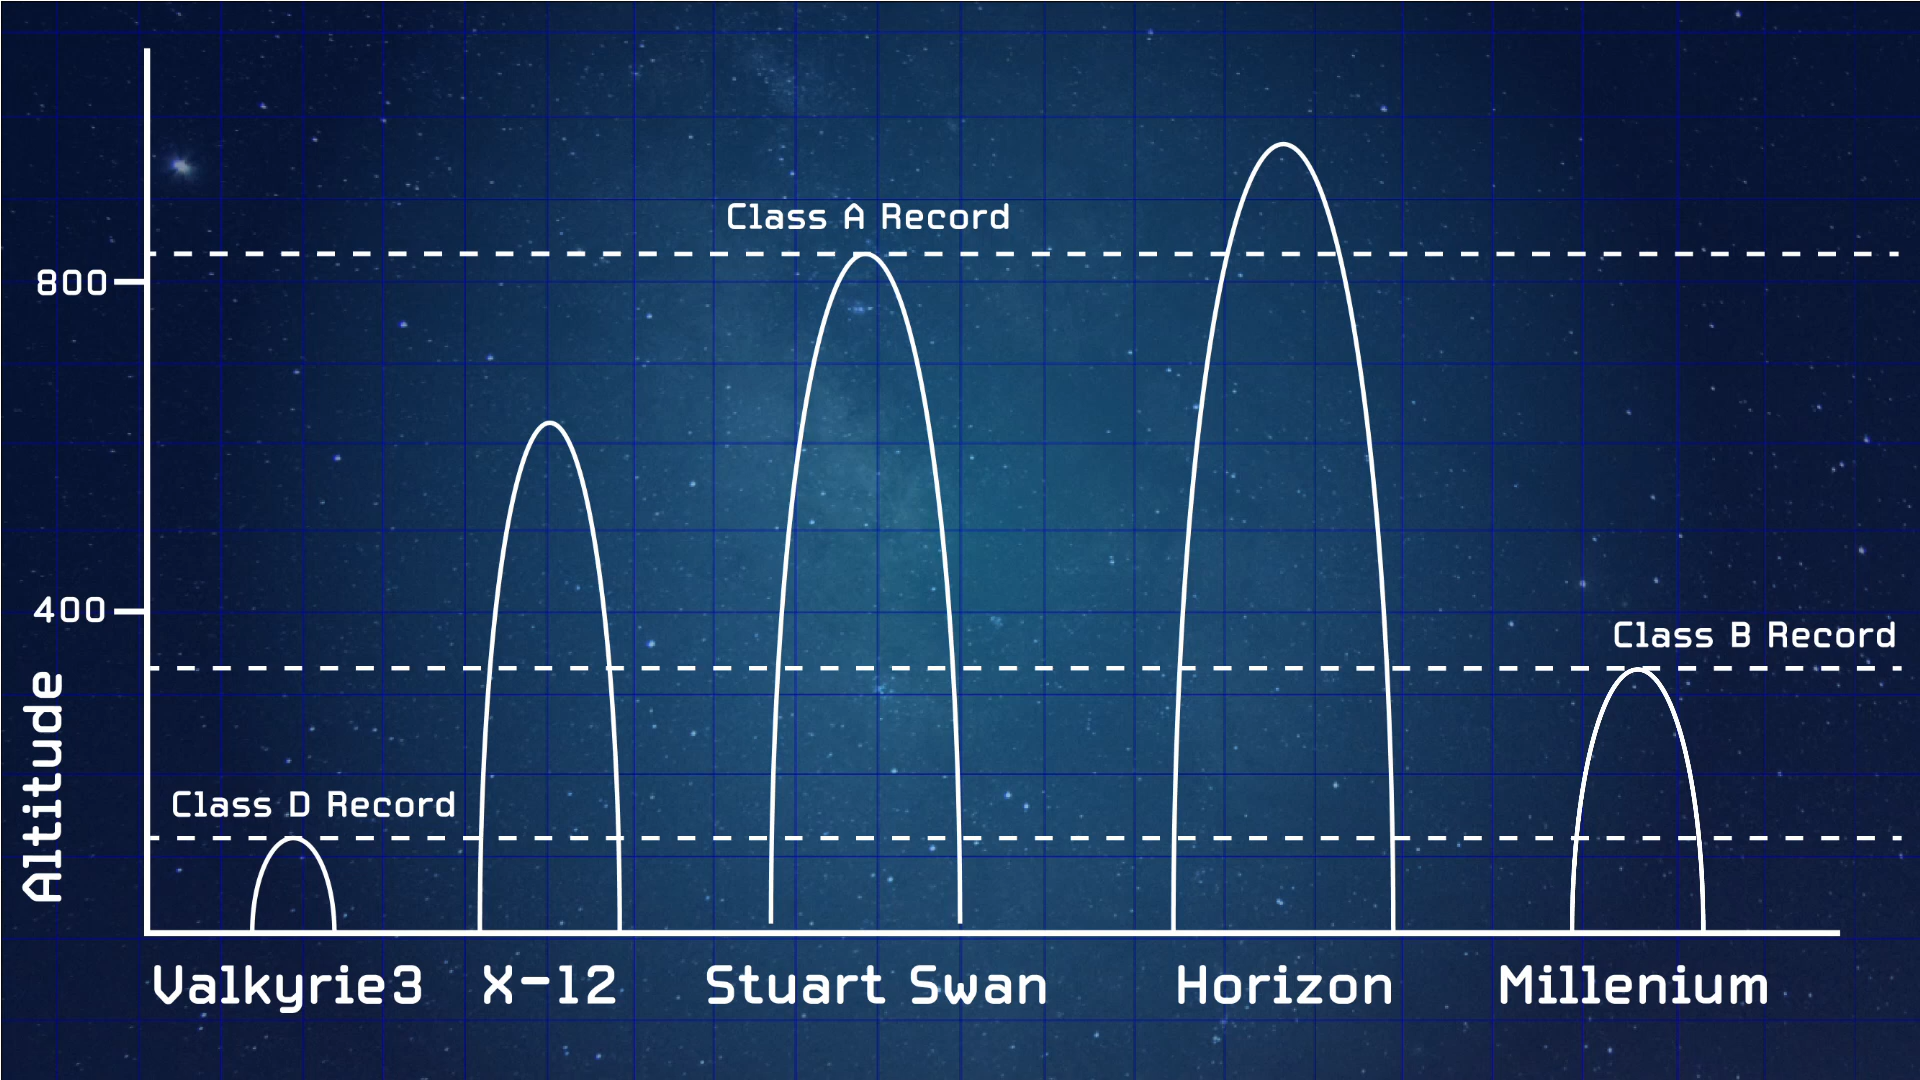 Class A Record
800
400
Class B Record
Altitude
Class D Record
Valkyrie3 X-12 Stuart Swan Horizon Millenium